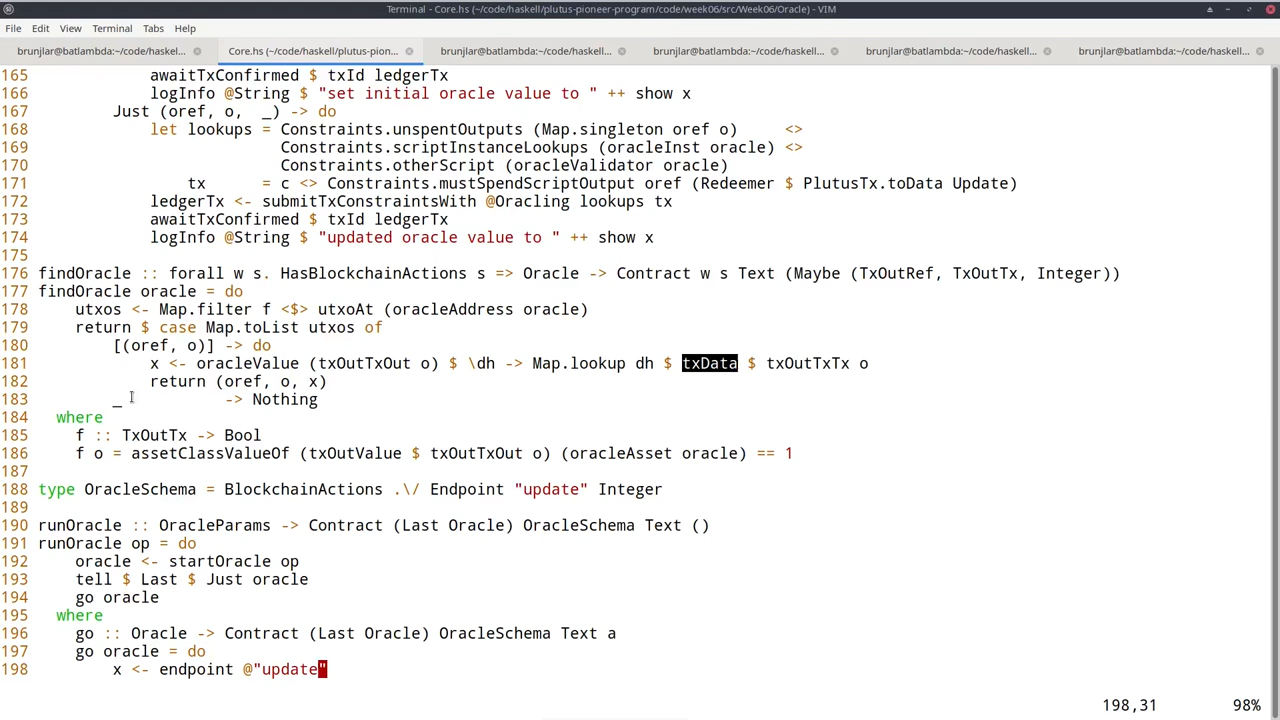 Terminal - Core.hs (~/code/haskell/plutus-pioneer-program/code/week06/src/Week06/Oracle) - VIM
File Edit View Terminal Tabs Help
brunjlar@batlambda:~/code/haskel... Core.hs (~/code/haskell/plutus-pion... brunjlar@batlambda:~/code/haskell... brunjlar@batlambda:~/code/haskell... brunjlar@batlambda:~/code/haskell... brunjlar@batlambda:~/code/haskell...
165             awaitTxConfirmed $ txId ledgerTx
166             logInfo @String $ "set initial oracle value to " ++ show x
167         Just (oref, o,  _) -> do
168             let lookups = Constraints.unspentOutputs (Map.singleton oref o)     <>
169                           Constraints.scriptInstanceLookups (oracleInst oracle) <>
170                           Constraints.otherScript (oracleValidator oracle)
171                 tx      = c <> Constraints.mustSpendScriptOutput oref (Redeemer $ PlutusTx.toData Update)
172             ledgerTx <- submitTxConstraintsWith @Oracling lookups tx
173             awaitTxConfirmed $ txId ledgerTx
174             logInfo @String $ "updated oracle value to " ++ show x
175
176 findOracle :: forall w s. HasBlockchainActions s => Oracle -> Contract w s Text (Maybe (TxOutRef, TxOutTx, Integer))
177 findOracle oracle = do
178     utxos <- Map.filter f <$> utxoAt (oracleAddress oracle)
179     return $ case Map.toList utxos of
180         [(oref, o)] -> do
181             x <- oracleValue (txOutTxOut o) $ \dh -> Map.lookup dh $ txData $ txOutTxTx o
182             return (oref, o, x)
183         _           -> Nothing
184   where
185     f :: TxOutTx -> Bool
186     f o = assetClassValueOf (txOutValue $ txOutTxOut o) (oracleAsset oracle) == 1
187
188 type OracleSchema = BlockchainActions .\/ Endpoint "update" Integer
189
190 runOracle :: OracleParams -> Contract (Last Oracle) OracleSchema Text ()
191 runOracle op = do
192     oracle <- startOracle op
193     tell $ Last $ Just oracle
194     go oracle
195   where
196     go :: Oracle -> Contract (Last Oracle) OracleSchema Text a
197     go oracle = do
198         x <- endpoint @"update"
198,31 98%